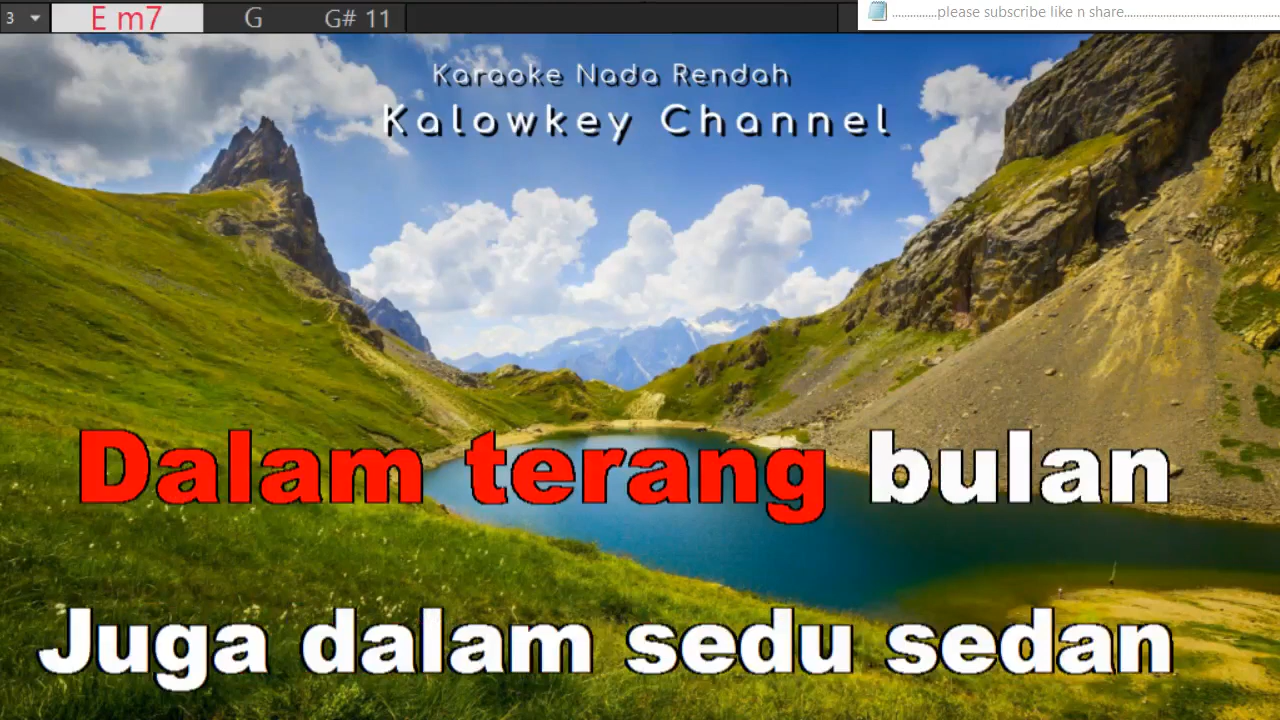 3 E m7 G G# 11
..............please subscribe like n share................................................
Karaoke Nada Rendah
Kalowkey Channel
Dalam terang bulan
Juga dalam sedu sedan